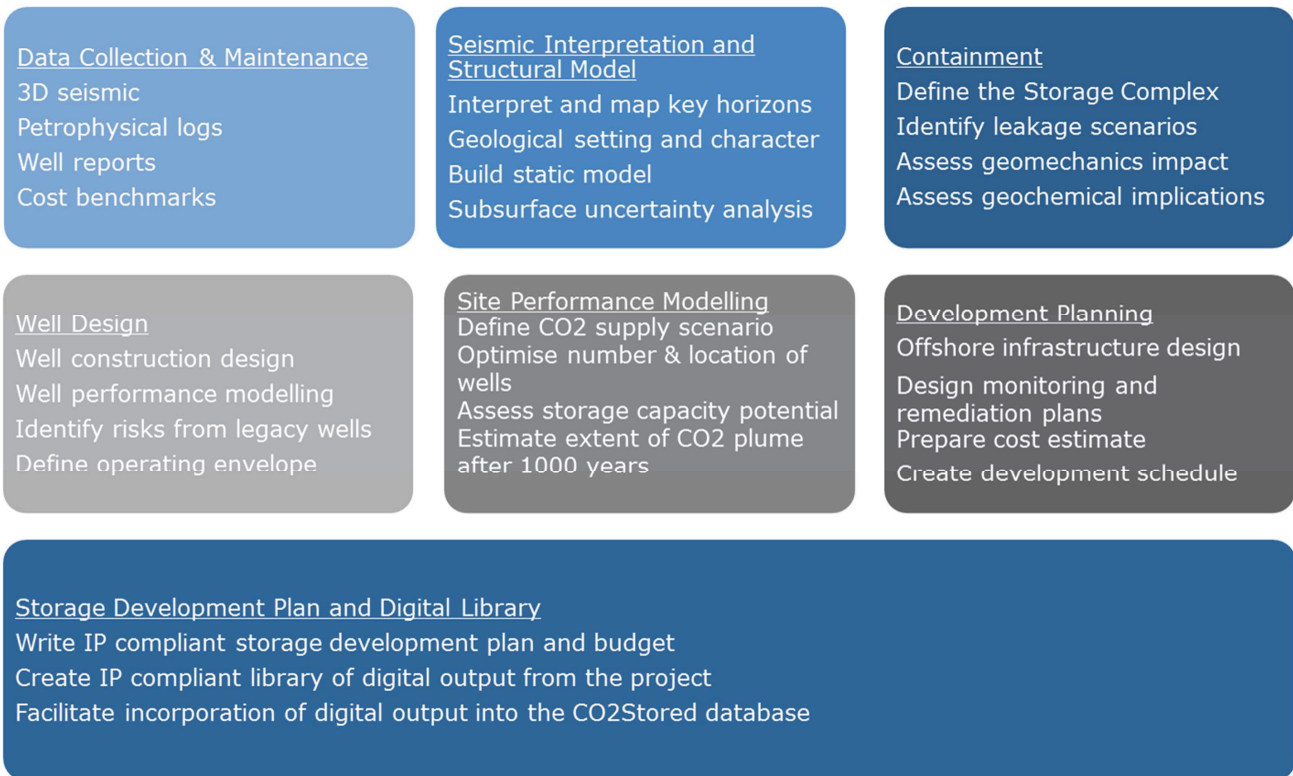 Data Collection & Maintenance
3D seismic
Petrophysical logs
Well reports
Cost benchmarks
Seismic Interpretation and
Structural Model
Interpret and map key horizons
Geological setting and character
Build static model
Subsurface uncertainty analysis
Containment
Define the Storage Complex
Identify leakage scenarios
Assess geomechanics impact
Assess geochemical implications
Well Design
Well construction design
Well performance modelling
Identify risks from legacy wells
Define operating envelope
Site Performance Modelling
Define CO2 supply scenario
Optimise number & location of
wells
Assess storage capacity potential
Estimate extent of CO2 plume
after 1000 years
Development Planning
Offshore infrastructure design
Design monitoring and
remediation plans
Prepare cost estimate
Create development schedule
Storage Development Plan and Digital Library
Write IP compliant storage development plan and budget
Create IP compliant library of digital output from the project
Facilitate incorporation of digital output into the CO2Stored database